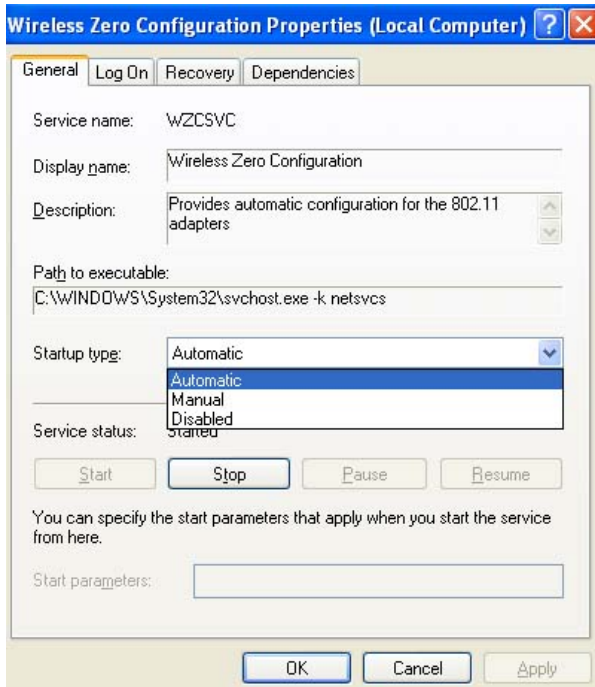 Wireless Zero Configuration Properties (Local Computer)
General Log On Recovery Dependencies
Service name: WZCSVC
Display name: Wireless Zero Configuration
Description: Provides automatic configuration for the 802.11
adapters
Path to executable:
C:\WINDOWS\System32\svchost.exe -k netsvcs
Startup type: Automatic
Automatic
Manual
Disabled
Service status: Started
Start Stop Pause Resume
You can specify the start parameters that apply when you start the service
from here.
Start parameters:
OK Cancel Apply